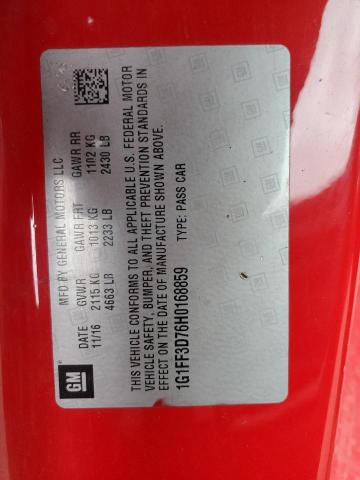 GM
MFD BY GENERAL MOTORS LLC
DATE GVWR GAWR FRT GAWR RR
11/16 2115 KG 1013 KG 1102 KG
4663 LB 2233 LB 2430 LB
THIS VEHICLE CONFORMS TO ALL APPLICABLE U.S. FEDERAL MOTOR
VEHICLE SAFETY, BUMPER, AND THEFT PREVENTION STANDARDS IN
EFFECT ON THE DATE OF MANUFACTURE SHOWN ABOVE.
1G1FF3D76H0168859 TYPE: PASS CAR